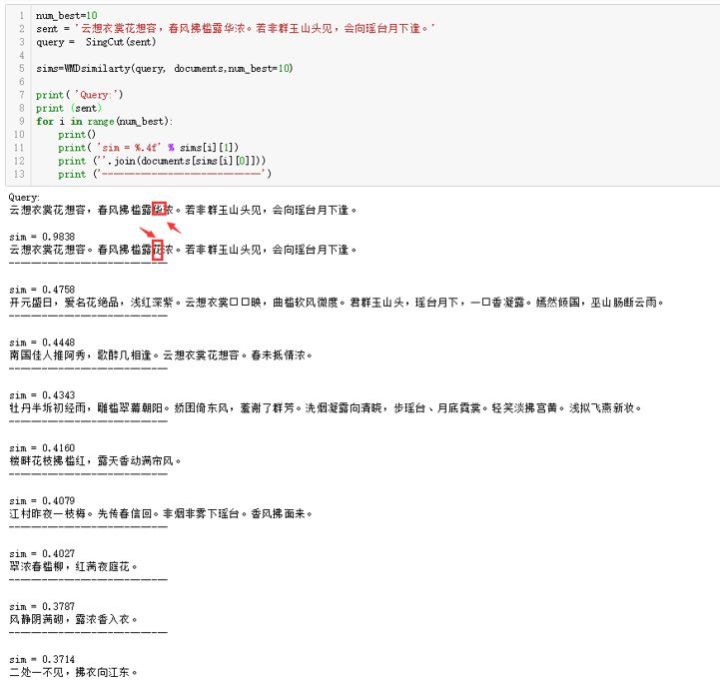 1 num_best=10
2 sent = '云想衣裳花想容，春风拂槛露华浓。若非群玉山头见，会向瑶台月下逢。'
3 query =  SingCut(sent)
4
5 sims=WMDsimilarty(query, documents,num_best=10)
6
7 print( 'Query:')
8 print (sent)
9 for i in range(num_best):
10 print()
11 print( 'sim = %.4f' % sims[i][1])
12 print (''.join(documents[sims[i][0]]))
13 print ('-----------------------------')
Query:
云想衣裳花想容，春风拂槛露华浓。若非群玉山头见，会向瑶台月下逢。
sim = 0.9838
云想衣裳花想容。春风拂槛露花浓。若非群玉山头见，会向瑶台月下逢。
-----------------------------
sim = 0.4758
开元盛日，爱名花绝品，浅红深紫。云想衣裳口口映，曲槛软风微度。君群玉山头，瑶台月下，一口香凝露。嫣然倾国，巫山肠断云雨。
-----------------------------
sim = 0.4448
南国佳人推阿秀，歌醉几相逢。云想衣裳花想容。春未抵情浓。
-----------------------------
sim = 0.4343
牡丹半坼初经雨，雕槛翠幕朝阳。娇困倚东风，羞谢了群芳。洗烟凝露向清晓，步瑶台、月底霓裳。轻笑淡拂宫黄。浅拟飞燕新妆。
-----------------------------
sim = 0.4160
楼畔花枝拂槛红，露天香动满帘风。
-----------------------------
sim = 0.4079
江村昨夜一枝梅。先传春信回。非烟非雾下瑶台。香风拂面来。
-----------------------------
sim = 0.4027
翠浓春槛柳，红满夜庭花。
-----------------------------
sim = 0.3787
风静阴满砌，露浓香入衣。
-----------------------------
sim = 0.3714
二处一不见，拂衣向江东。